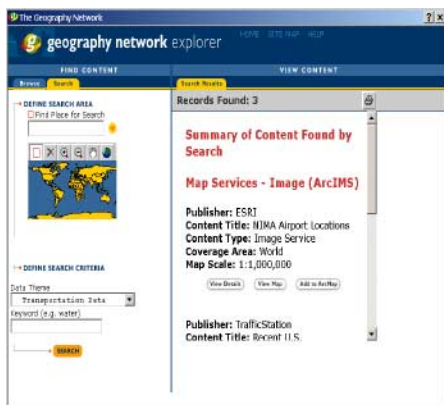 The Geography Network
geography network explorer
HOME SITE MAP HELP
FIND CONTENT
VIEW CONTENT
Browse
Search
Search Results
DEFINE SEARCH AREA
Find Place for Search
Records Found: 3
Summary of Content Found by
Search
Map Services - Image (ArcIMS)
Publisher: ESRI
Content Title: NIMA Airport Locations
Content Type: Image Service
Coverage Area: World
Map Scale: 1:1,000,000
View Details
View Map
Add to ArcMap
DEFINE SEARCH CRITERIA
Data Theme
Transportation Data
Keyword (e.g. water)
SEARCH
Publisher: TrafficStation
Content Title: Recent U.S.